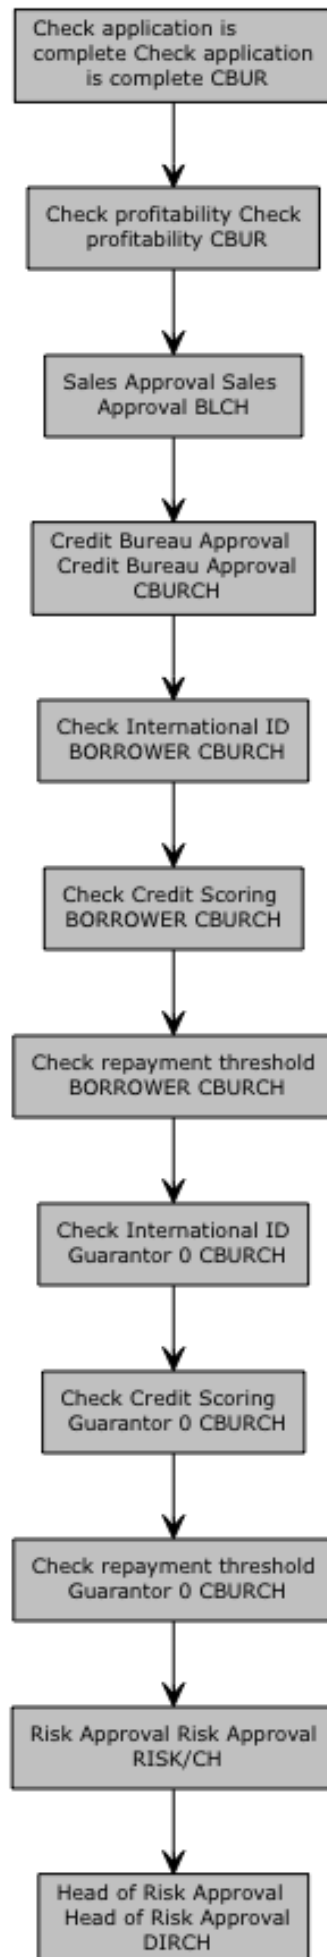 Check application is
complete Check application
is complete CBUR
Check profitability Check
profitability CBUR
Sales Approval Sales
Approval BLCH
Credit Bureau Approval
Credit Bureau Approval
CBURCH
Check International ID
BORROWER CBURCH
Check Credit Scoring
BORROWER CBURCH
Check repayment threshold
BORROWER CBURCH
Check International ID
Guarantor 0 CBURCH
Check Credit Scoring
Guarantor 0 CBURCH
Check repayment threshold
Guarantor 0 CBURCH
Risk Approval Risk Approval
RISK/CH
Head of Risk Approval
Head of Risk Approval
DIRCH